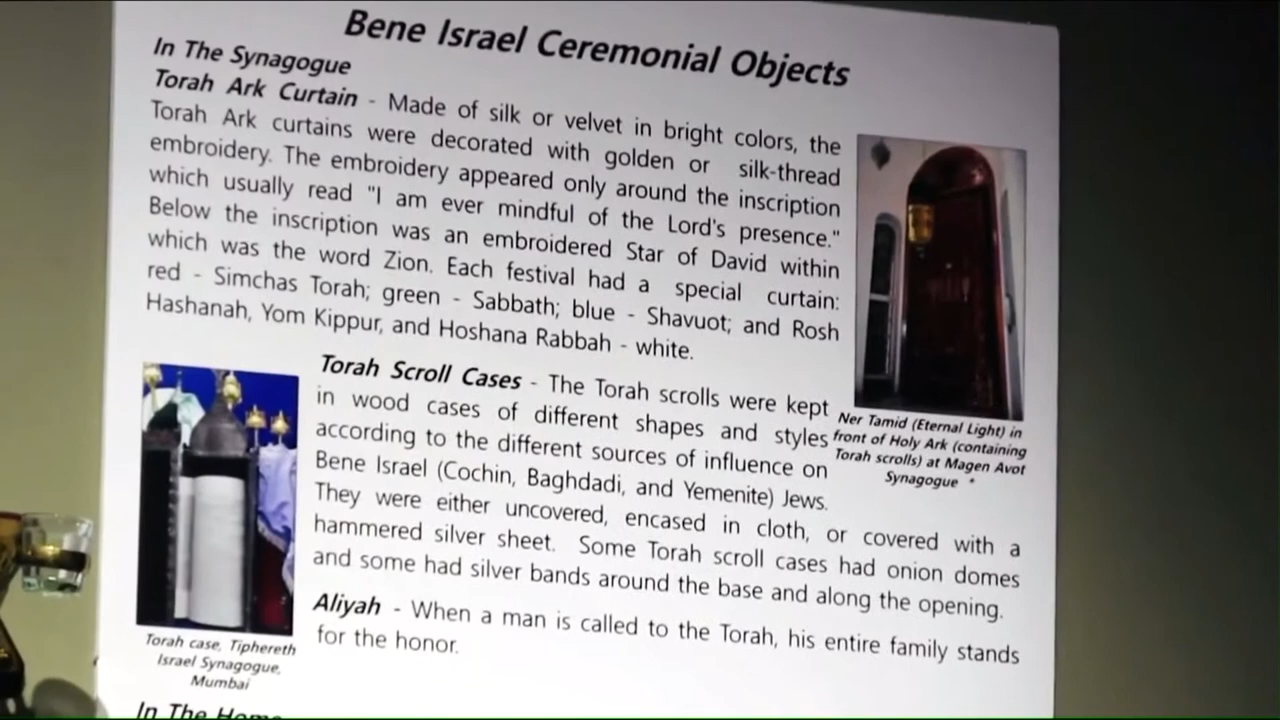 Bene Israel Ceremonial Objects
In The Synagogue
Torah Ark Curtain - Made of silk or velvet in bright colors, the
Torah Ark curtains were decorated with golden or silk-thread
embroidery. The embroidery appeared only around the inscription
which usually read "I am ever mindful of the Lord's presence."
Below the inscription was an embroidered Star of David within
which was the word Zion. Each festival had a special curtain:
red - Simchas Torah; green - Sabbath; blue - Shavuot; and Rosh
Hashanah, Yom Kippur, and Hoshana Rabbah - white.
Ner Tamid (Eternal Light) in
front of Holy Ark (containing
Torah scrolls) at Magen Avot
Synagogue *
Torah Scroll Cases - The Torah scrolls were kept
in wood cases of different shapes and styles
according to the different sources of influence on
Bene Israel (Cochin, Baghdadi, and Yemenite) Jews.
They were either uncovered, encased in cloth, or covered with a
hammered silver sheet. Some Torah scroll cases had onion domes
and some had silver bands around the base and along the opening.
Torah case, Tiphereth
Israel Synagogue,
Mumbai
Aliyah - When a man is called to the Torah, his entire family stands
for the honor.
In The Home